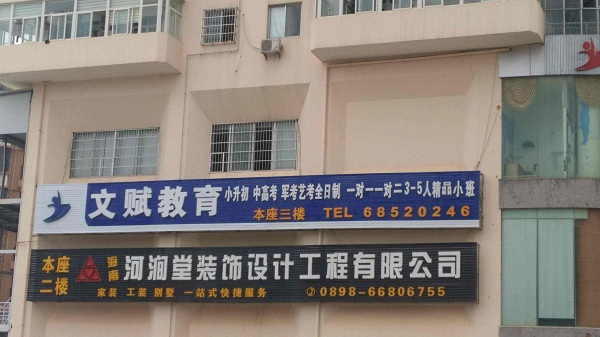 文赋教育
小升初 中高考 军考艺考全日制 一对一一对二3-5人精品小班
本座三楼 TEL 68520246
本座二楼
海南
河涧堂装饰设计工程有限公司
家装 工装 别墅 一站式快捷服务 ✆0898-66806755